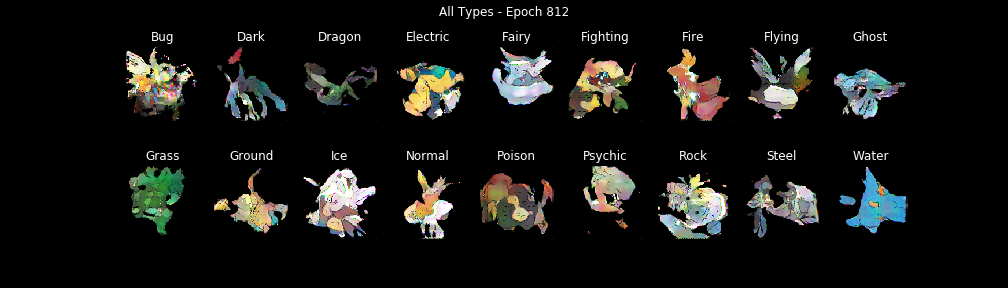 All Types - Epoch 812
Bug Dark Dragon Electric Fairy Fighting Fire Flying Ghost
Grass Ground Ice Normal Poison Psychic Rock Steel Water